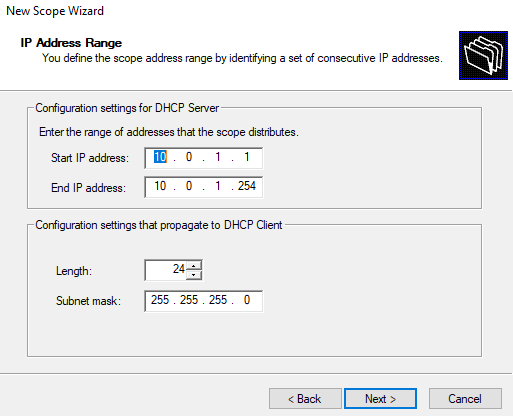 New Scope Wizard
IP Address Range
You define the scope address range by identifying a set of consecutive IP addresses.
Configuration settings for DHCP Server
Enter the range of addresses that the scope distributes.
Start IP address: 10 . 0 . 1 . 1
End IP address: 10 . 0 . 1 . 254
Configuration settings that propagate to DHCP Client
Length: 24
Subnet mask: 255 . 255 . 255 . 0
< Back Next > Cancel